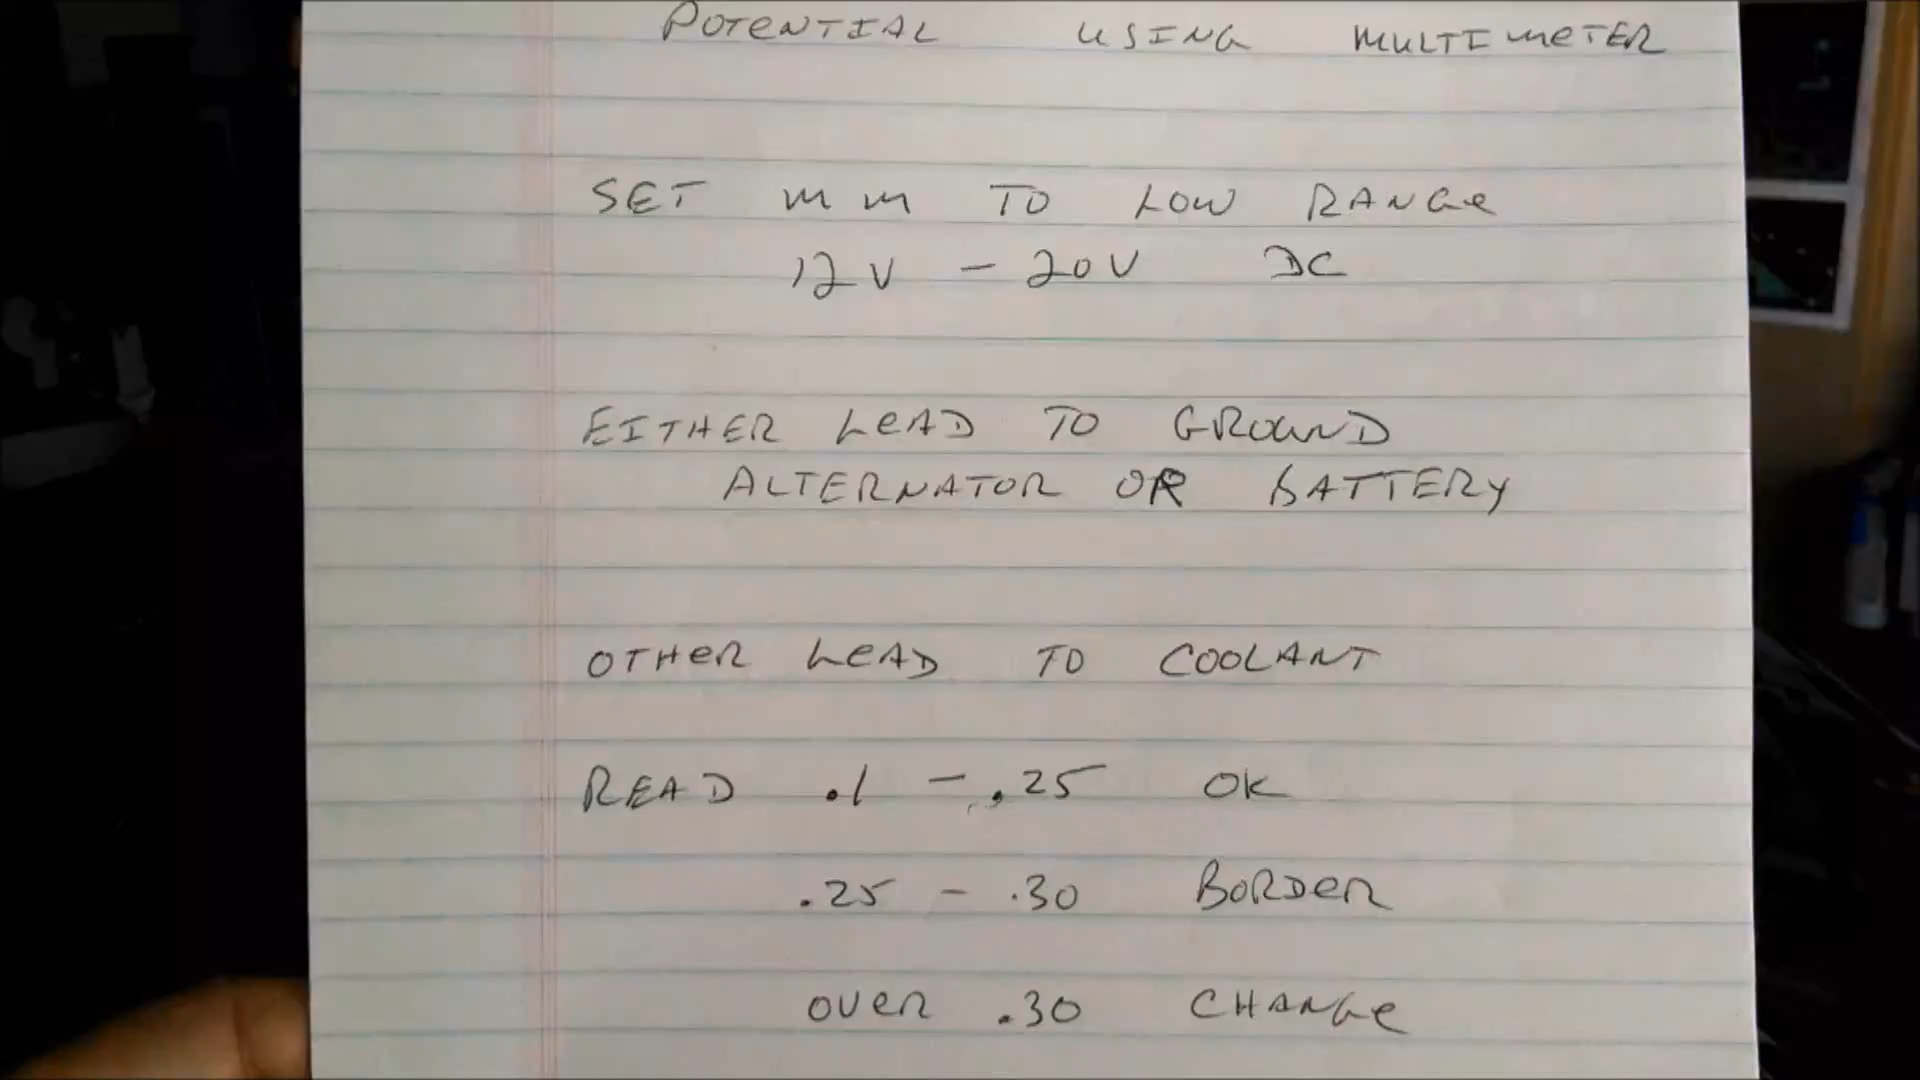 POTENTIAL USING MULTIMETER
SET MM TO LOW RANGE
12V - 20V DC
EITHER LEAD TO GROUND
ALTERNATOR OR BATTERY
OTHER LEAD TO COOLANT
READ .1 - .25 OK
.25 - .30 BORDER
OVER .30 CHANGE